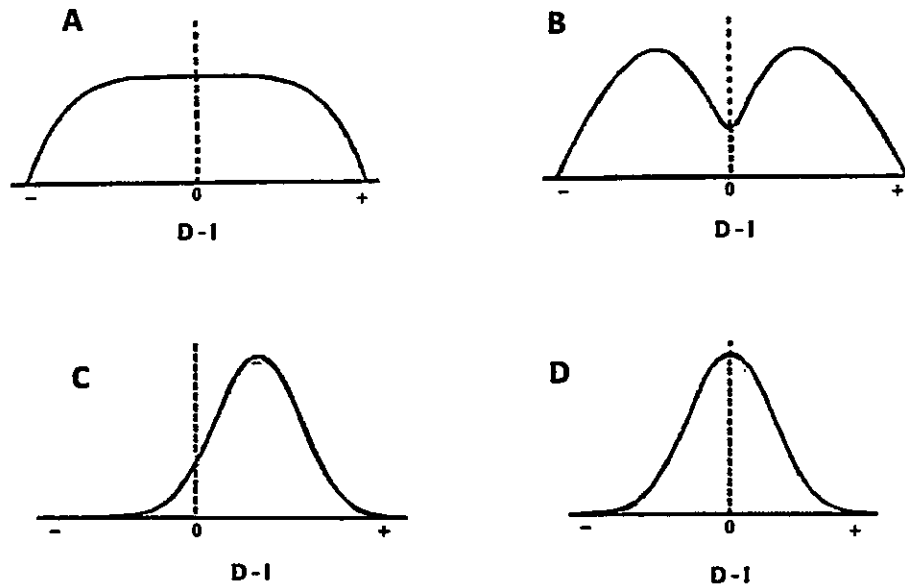 A
B
- 0 +
D-I
- 0 +
D-I
C
D
- 0 +
D-I
- 0 +
D-I